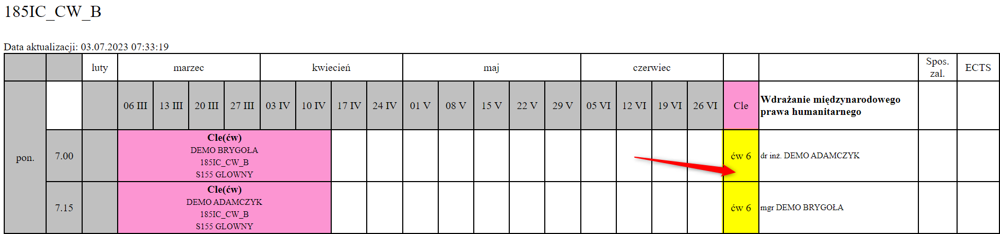 185IC_CW_B
Data aktualizacji: 03.07.2023 07:33:19
luty marzec kwiecień maj czerwiec Spos. zal. ECTS
06 III 13 III 20 III 27 III 03 IV 10 IV 17 IV 24 IV 01 V 08 V 15 V 22 V 29 V 05 VI 12 VI 19 VI 26 VI Cle Wdrażanie międzynarodowego
prawa humanitarnego
pon.
7.00
Cle(ćw)
DEMO BRYGOŁA
185IC_CW_B
S155 GLOWNY
ćw 6 dr inż. DEMO ADAMCZYK
7.15
Cle(ćw)
DEMO ADAMCZYK
185IC_CW_B
S155 GLOWNY
ćw 6 mgr DEMO BRYGOŁA